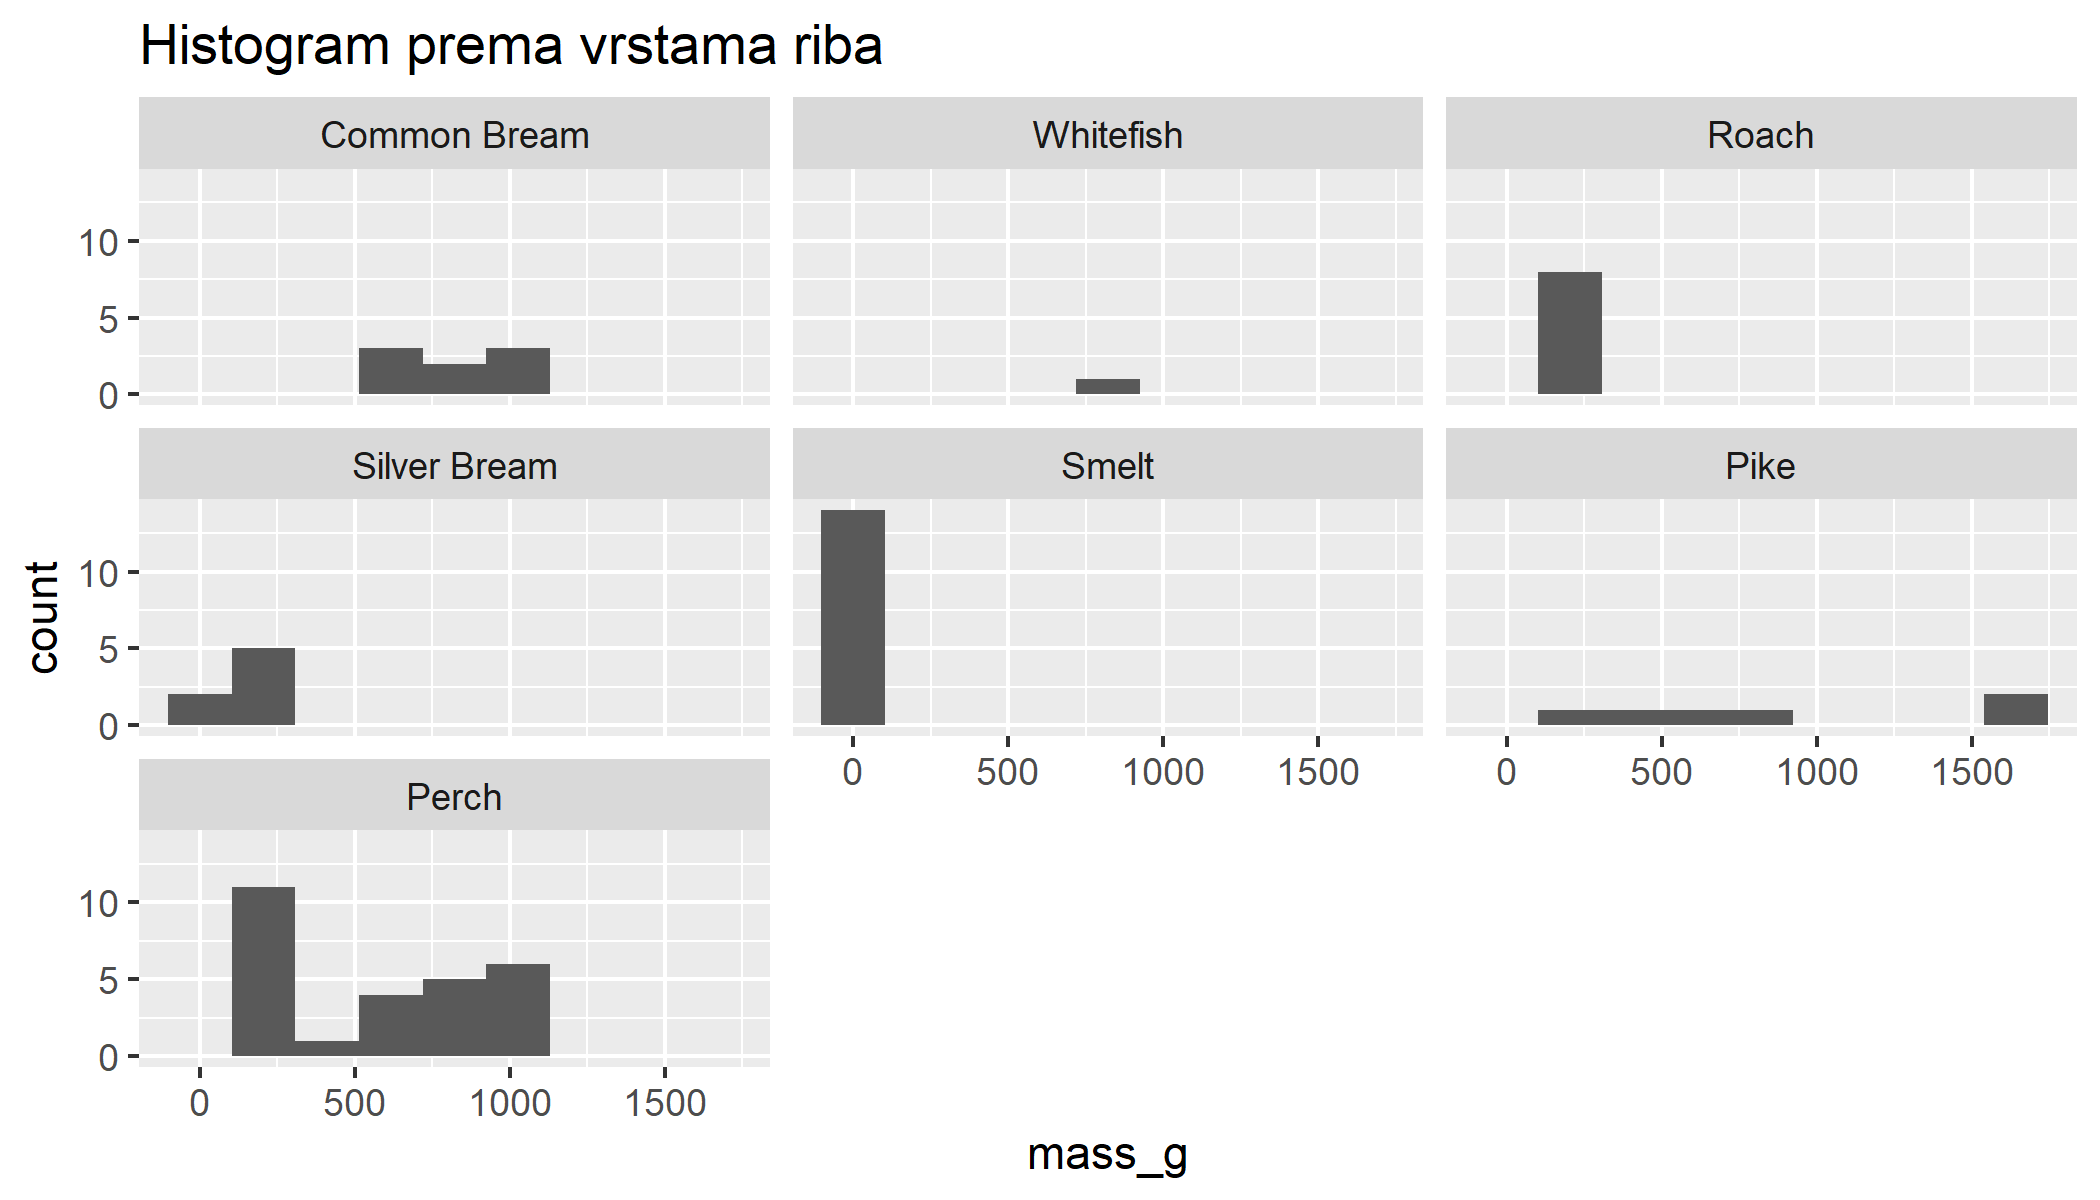 Histogram prema vrstama riba
Common Bream
Whitefish
Roach
10
5
0
Silver Bream
Smelt
Pike
10
5
0
0 500 1000 1500
0 500 1000 1500
Perch
10
5
0
0 500 1000 1500
count
mass_g